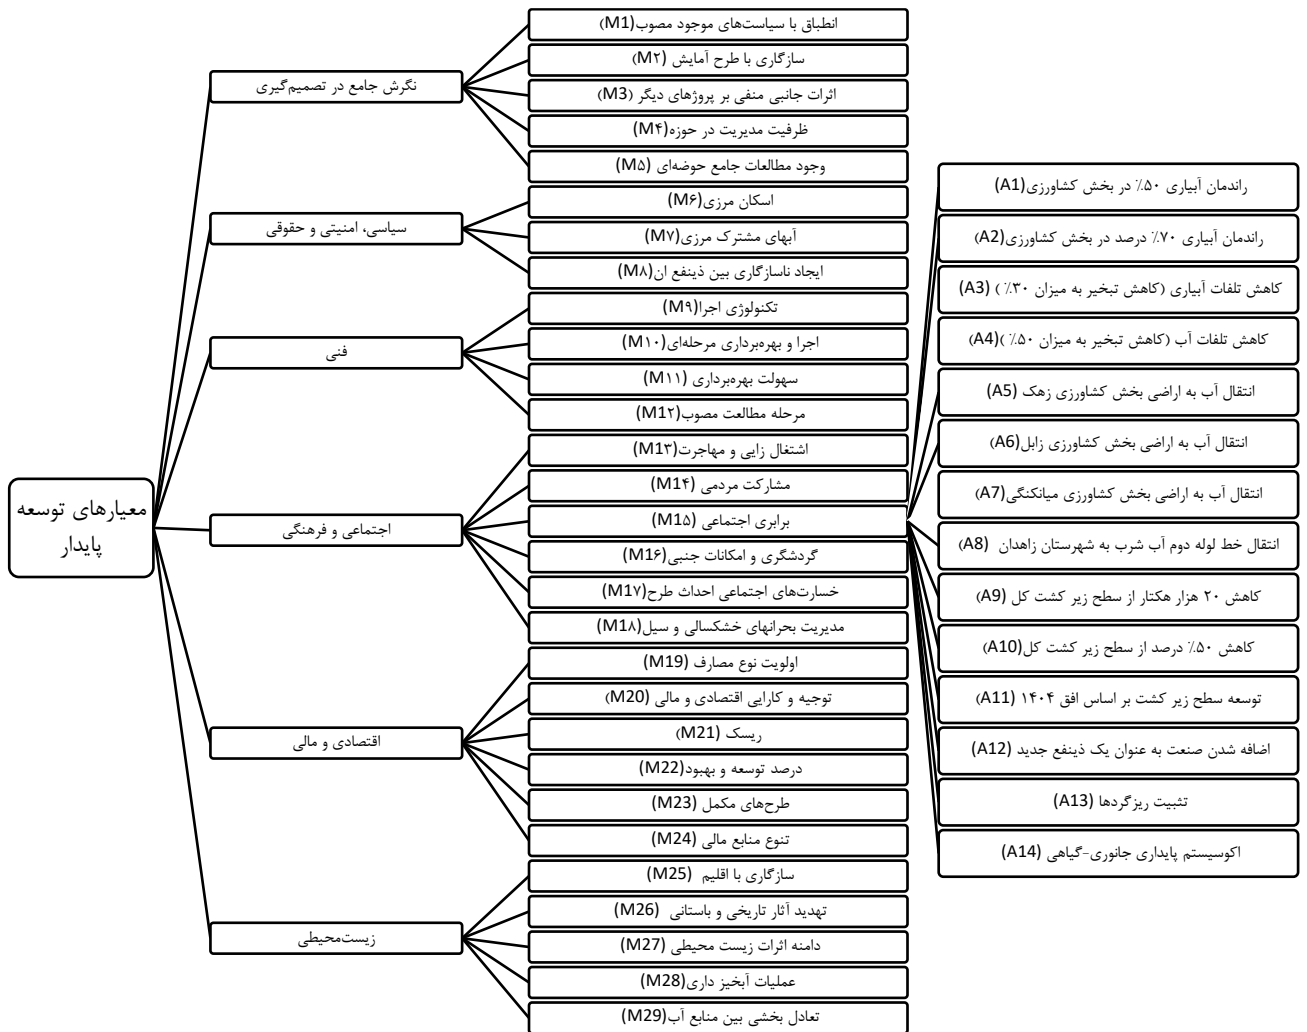 معیارهای توسعه
پایدار
نگرش جامع در تصمیم‌گیری
سیاسی، امنیتی و حقوقی
فنی
اجتماعی و فرهنگی
اقتصادی و مالی
زیست‌محیطی
انطباق با سیاست‌های موجود مصوب(M1)
سازگاری با طرح آمایش (M۲)
اثرات جانبی منفی بر پروژهای دیگر (M3)
ظرفیت مدیریت در حوزه(M۴)
وجود مطالعات جامع حوضه‌ای (M۵)
اسکان مرزی(M۶)
آبهای مشترک مرزی(M۷)
ایجاد ناسازگاری بین ذینفع ان(M۸)
تکنولوژی اجرا(M۹)
اجرا و بهره‌برداری مرحله‌ای(M۱۰)
سهولت بهره‌برداری (M۱۱)
مرحله مطالعت مصوب(M1۲)
اشتغال زایی و مهاجرت(M1۳)
مشارکت مردمی (M1۴)
برابری اجتماعی (M1۵)
گردشگری و امکانات جنبی(M1۶)
خسارت‌های اجتماعی احداث طرح(M1۷)
مدیریت بحرانهای خشکسالی و سیل(M1۸)
اولویت نوع مصارف (M19)
توجیه و کارایی اقتصادی و مالی (M20)
ریسک (M21)
درصد توسعه و بهبود(M22)
طرح‌های مکمل (M23)
تنوع منابع مالی (M24)
سازگاری با اقلیم (M25)
تهدید آثار تاریخی و باستانی (M26)
دامنه اثرات زیست محیطی (M27)
عملیات آبخیز داری(M28)
تعادل بخشی بین منابع آب(M29)
راندمان آبیاری ۵۰٪ در بخش کشاورزی(A1)
راندمان آبیاری ۷۰٪ درصد در بخش کشاورزی(A2)
کاهش تلفات آبیاری (کاهش تبخیر به میزان ۳۰٪ ) (A3)
کاهش تلفات آب (کاهش تبخیر به میزان ۵۰٪ )(A4)
انتقال آب به اراضی بخش کشاورزی زهک (A5)
انتقال آب به اراضی بخش کشاورزی زابل(A6)
انتقال آب به اراضی بخش کشاورزی میانکنگی(A7)
انتقال خط لوله دوم آب شرب به شهرستان زاهدان (A8)
کاهش ۲۰ هزار هکتار از سطح زیر کشت کل (A9)
کاهش ۵۰٪ درصد از سطح زیر کشت کل(A10)
توسعه سطح زیر کشت بر اساس افق ۱۴۰۴ (A11)
اضافه شدن صنعت به عنوان یک ذینفع جدید (A12)
تثبیت ریزگردها (A13)
اکوسیستم پایداری جانوری-گیاهی (A14)